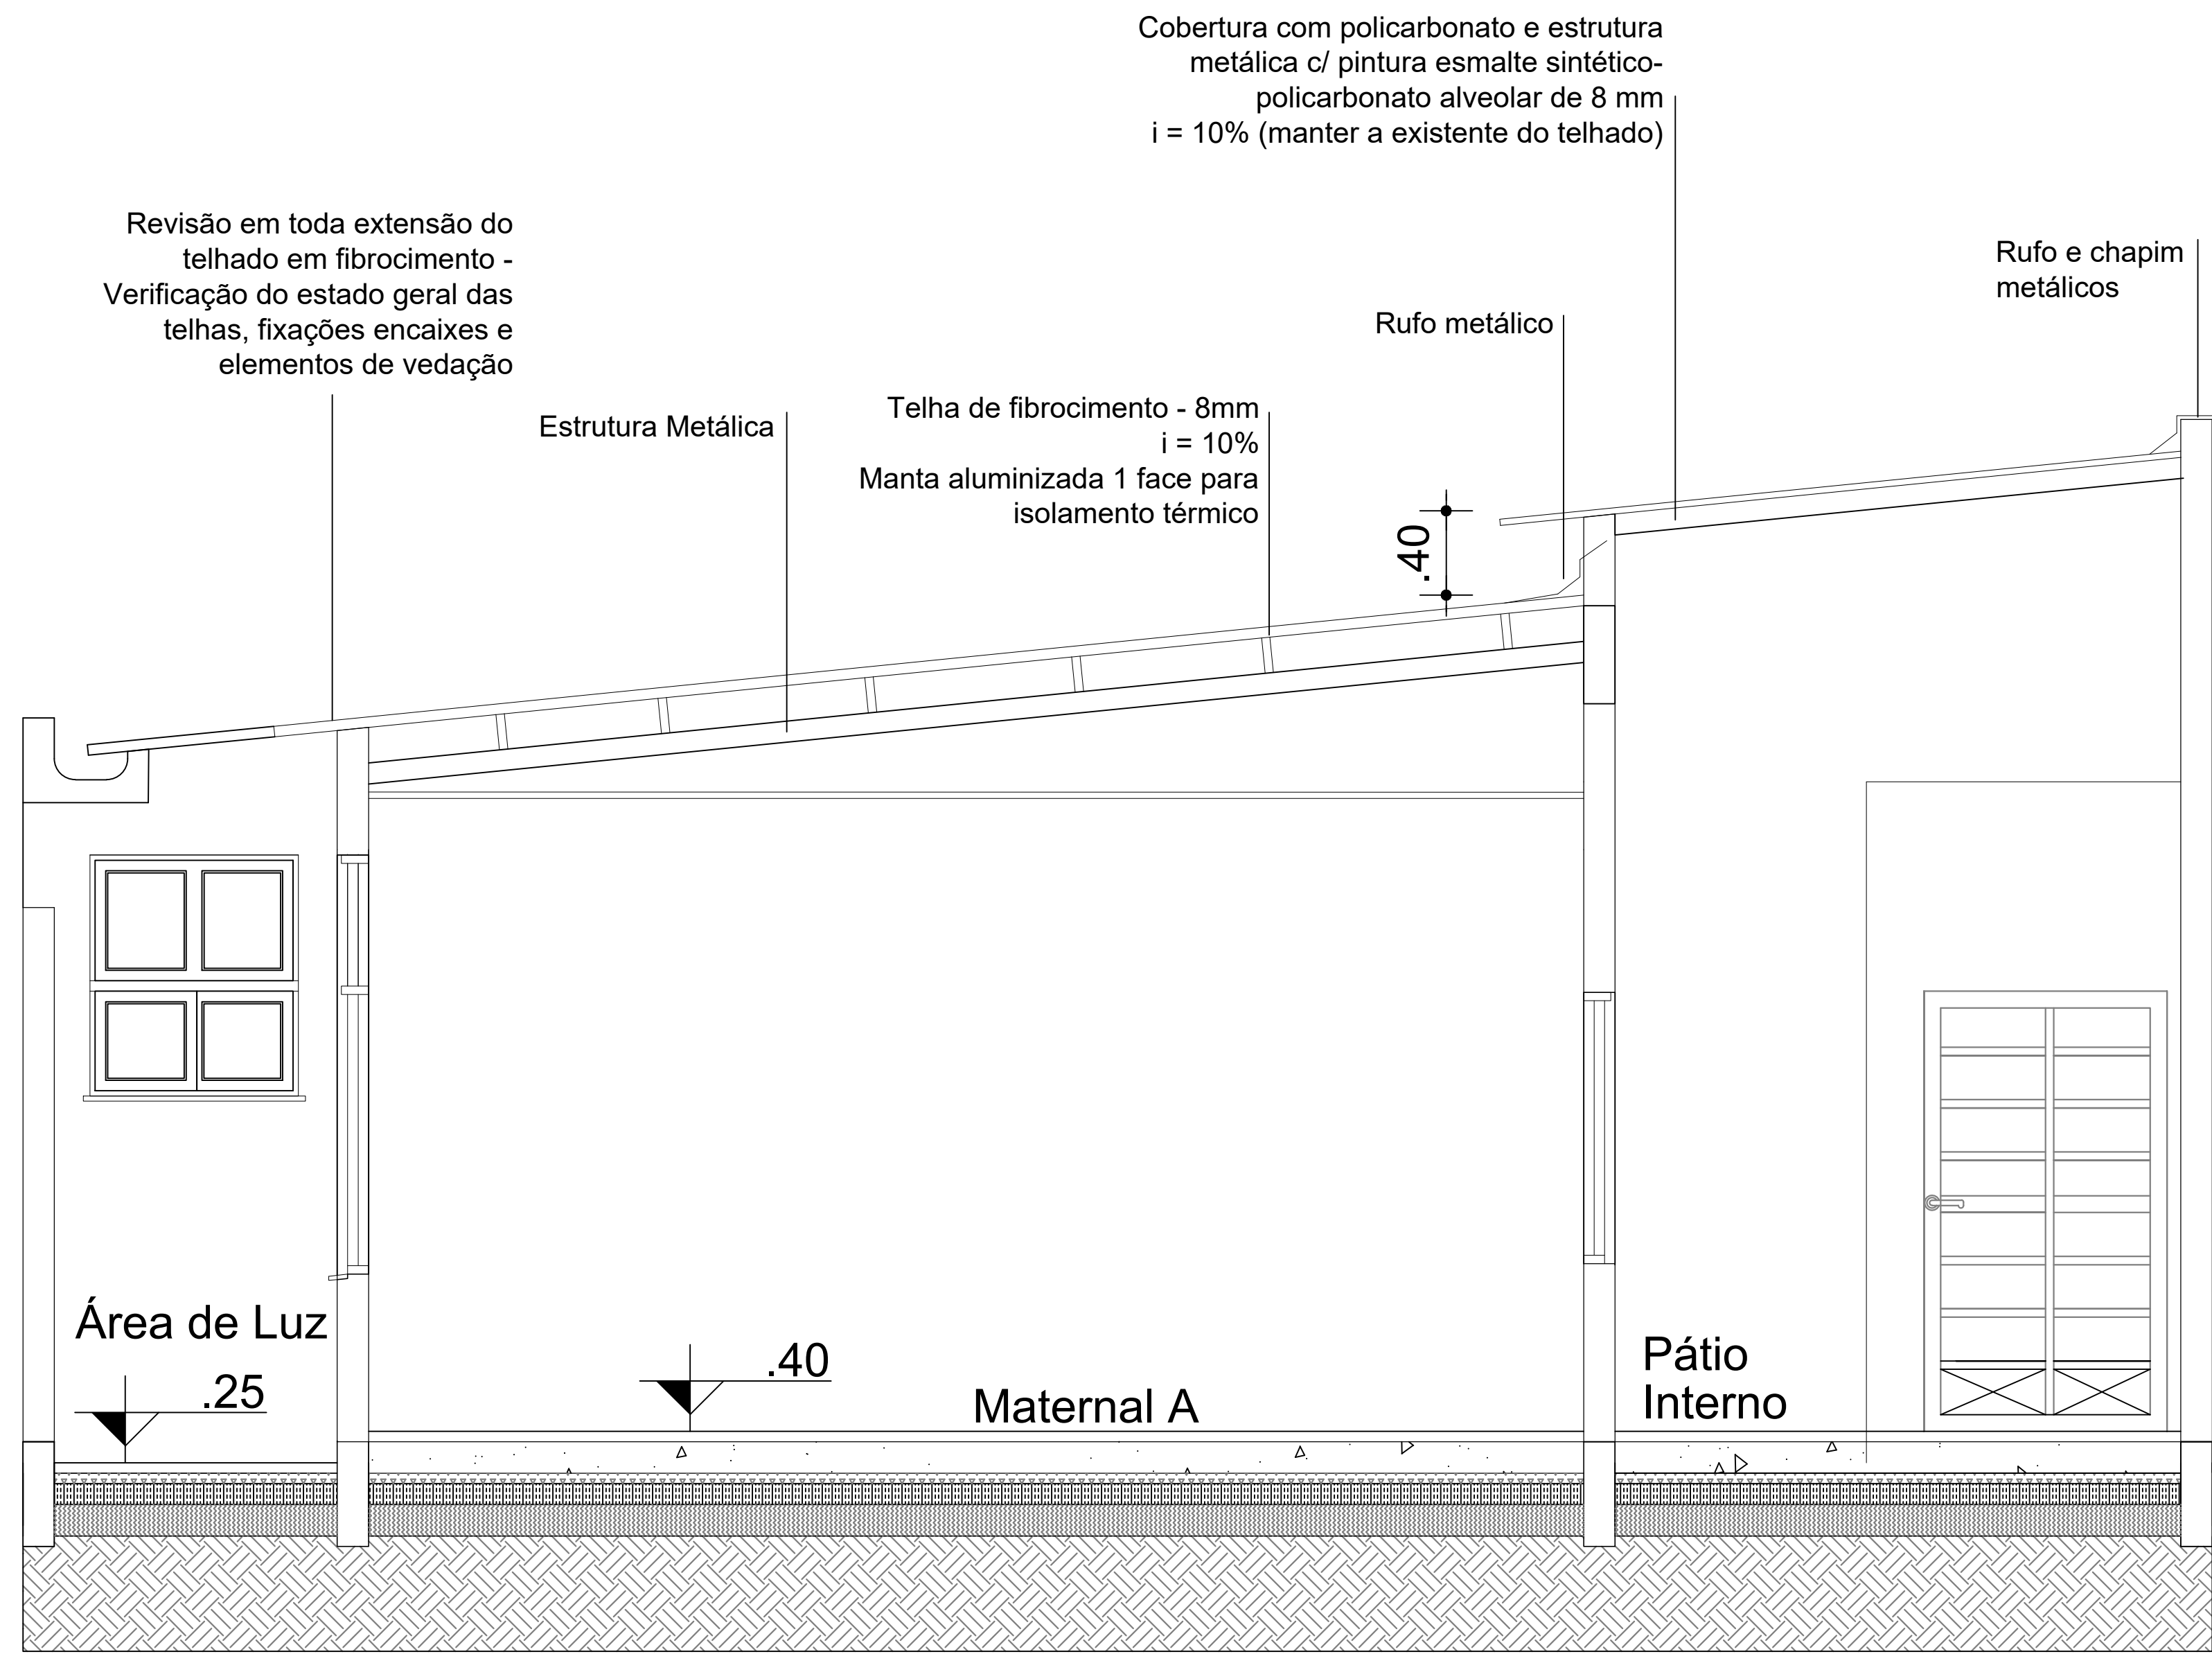 Cobertura com policarbonato e estrutura
metálica c/ pintura esmalte sintético-
policarbonato alveolar de 8 mm
i = 10% (manter a existente do telhado)
Revisão em toda extensão do
telhado em fibrocimento -
Verificação do estado geral das
telhas, fixações encaixes e
elementos de vedação
Rufo e chapim
metálicos
Rufo metálico
Estrutura Metálica
Telha de fibrocimento - 8mm
i = 10%
Manta aluminizada 1 face para
isolamento térmico
.40
Área de Luz
.25
.40
Maternal A
Pátio
Interno